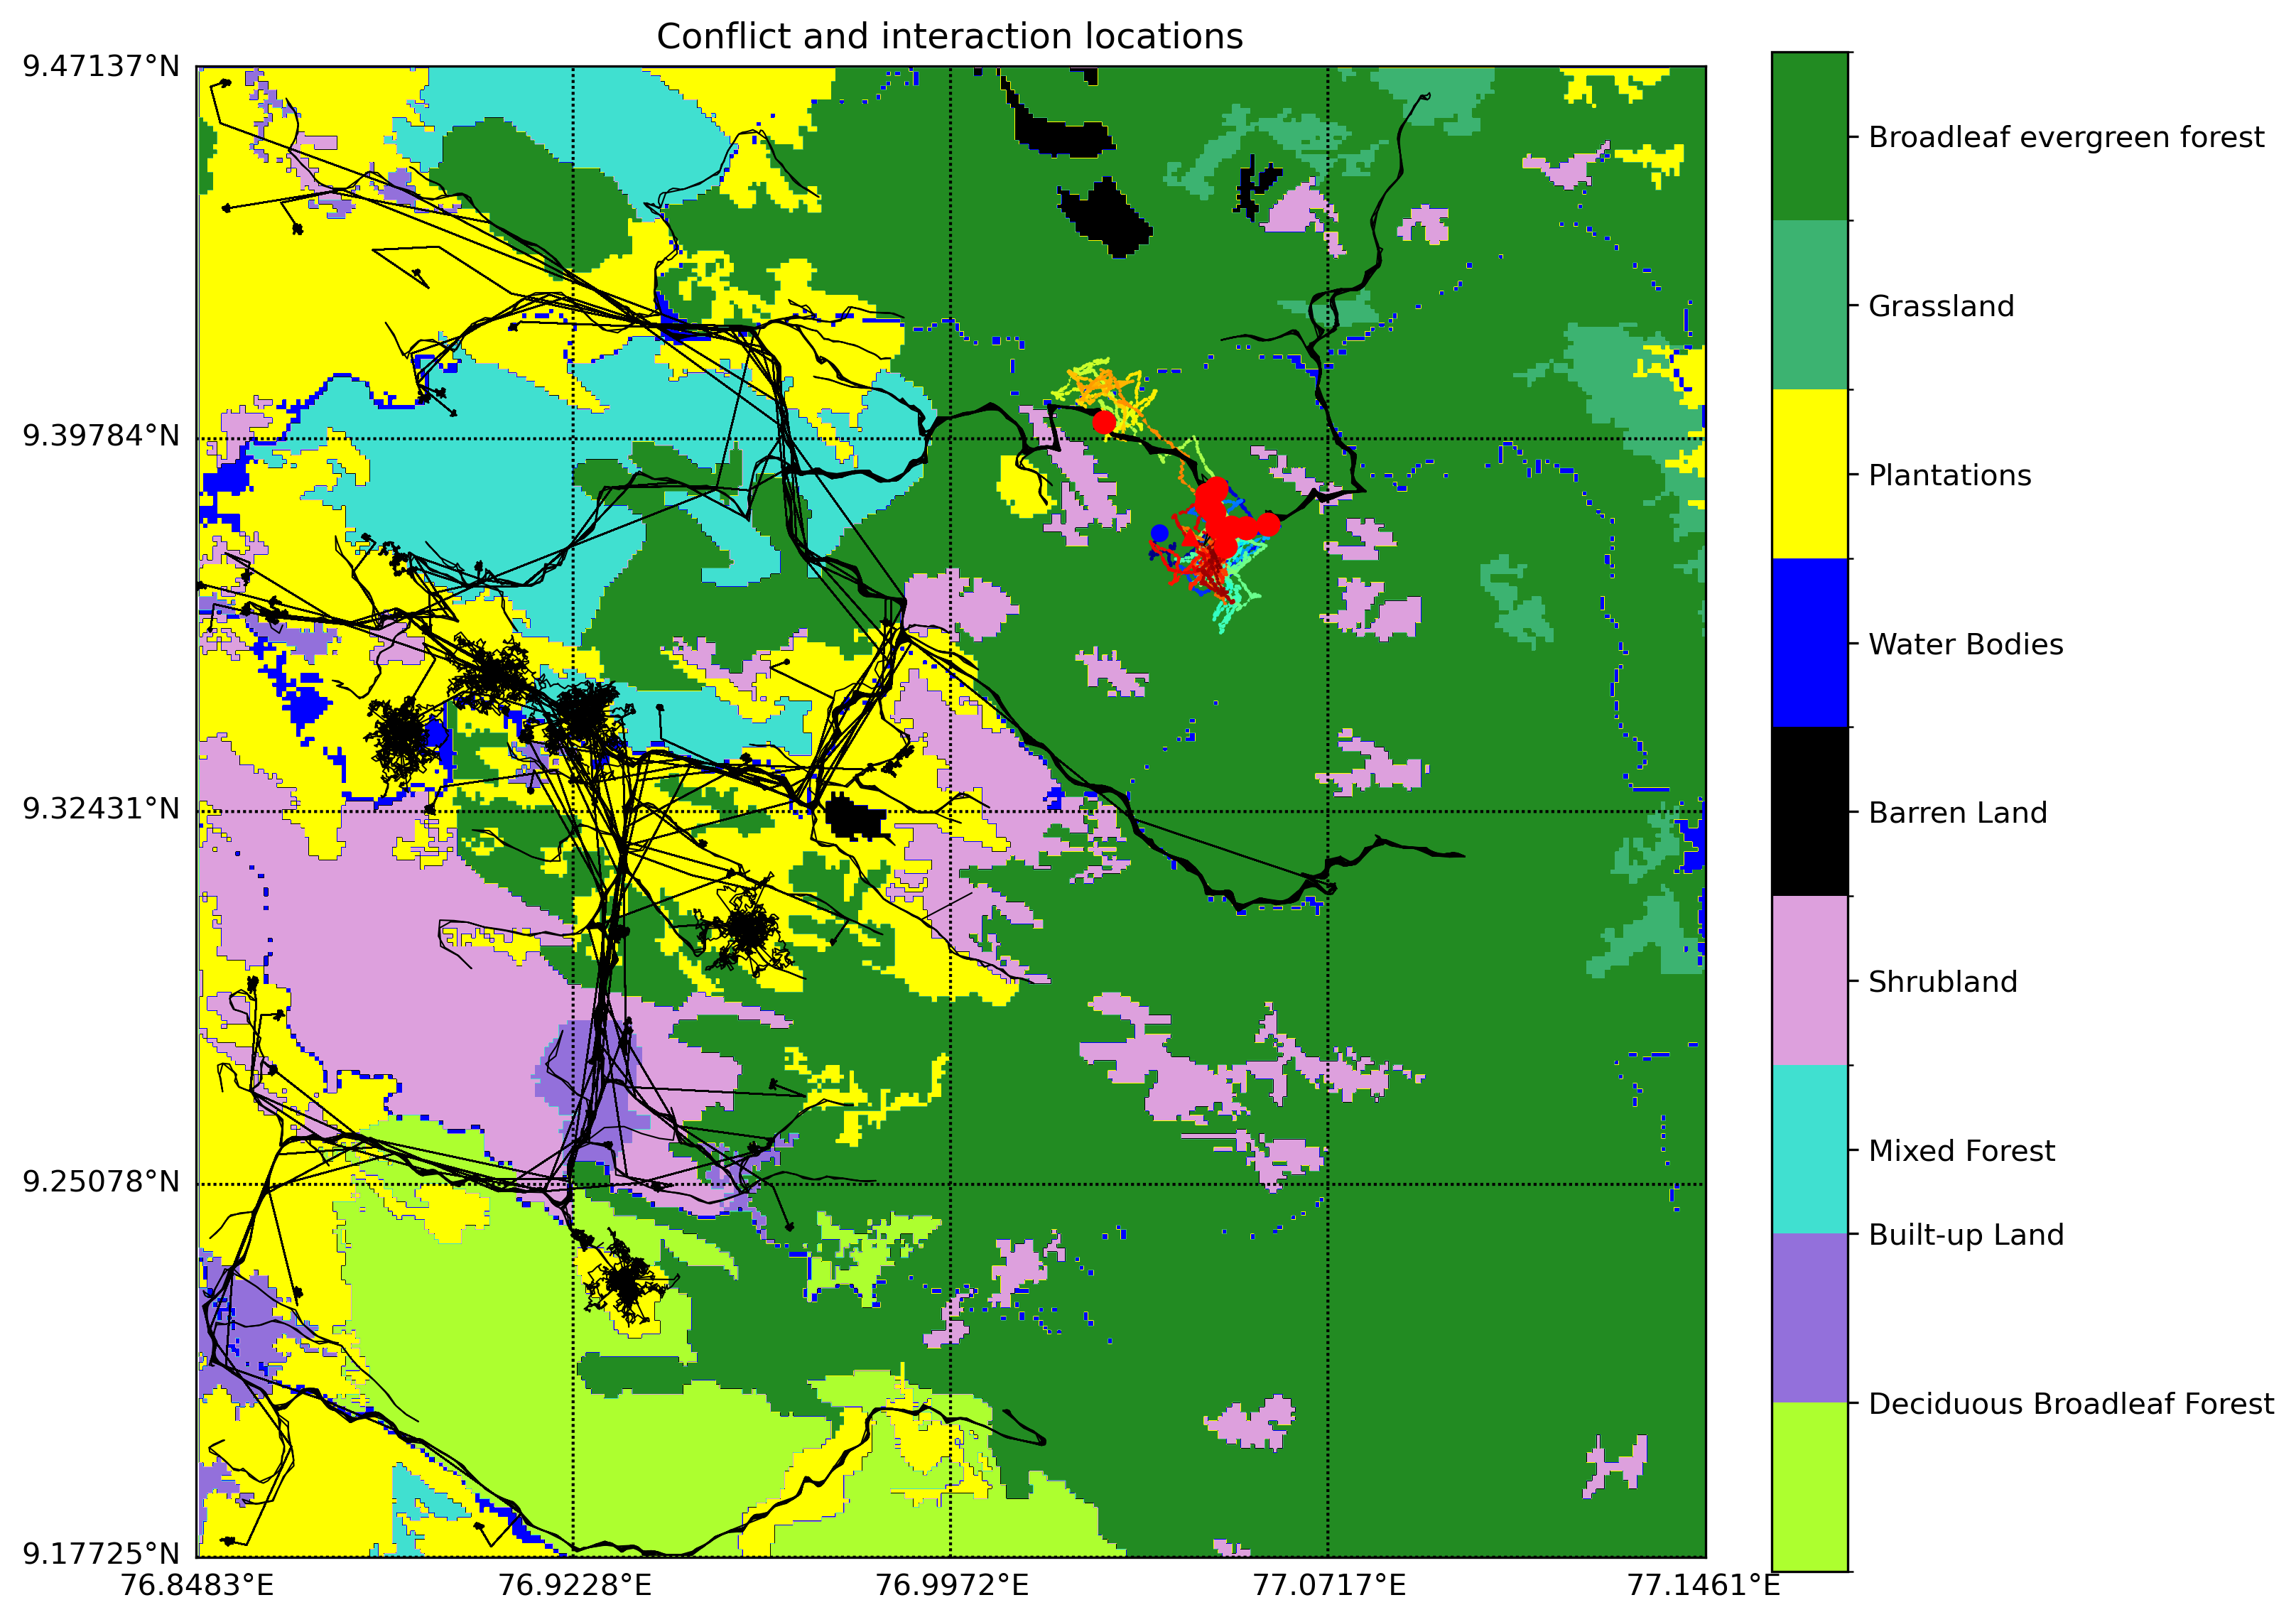 Conflict and interaction locations
9.47137°N
9.39784°N
9.32431°N
9.25078°N
9.17725°N
76.8483°E
76.9228°E
76.9972°E
77.0717°E
77.1461°E
Broadleaf evergreen forest
Grassland
Plantations
Water Bodies
Barren Land
Shrubland
Mixed Forest
Built-up Land
Deciduous Broadleaf Forest